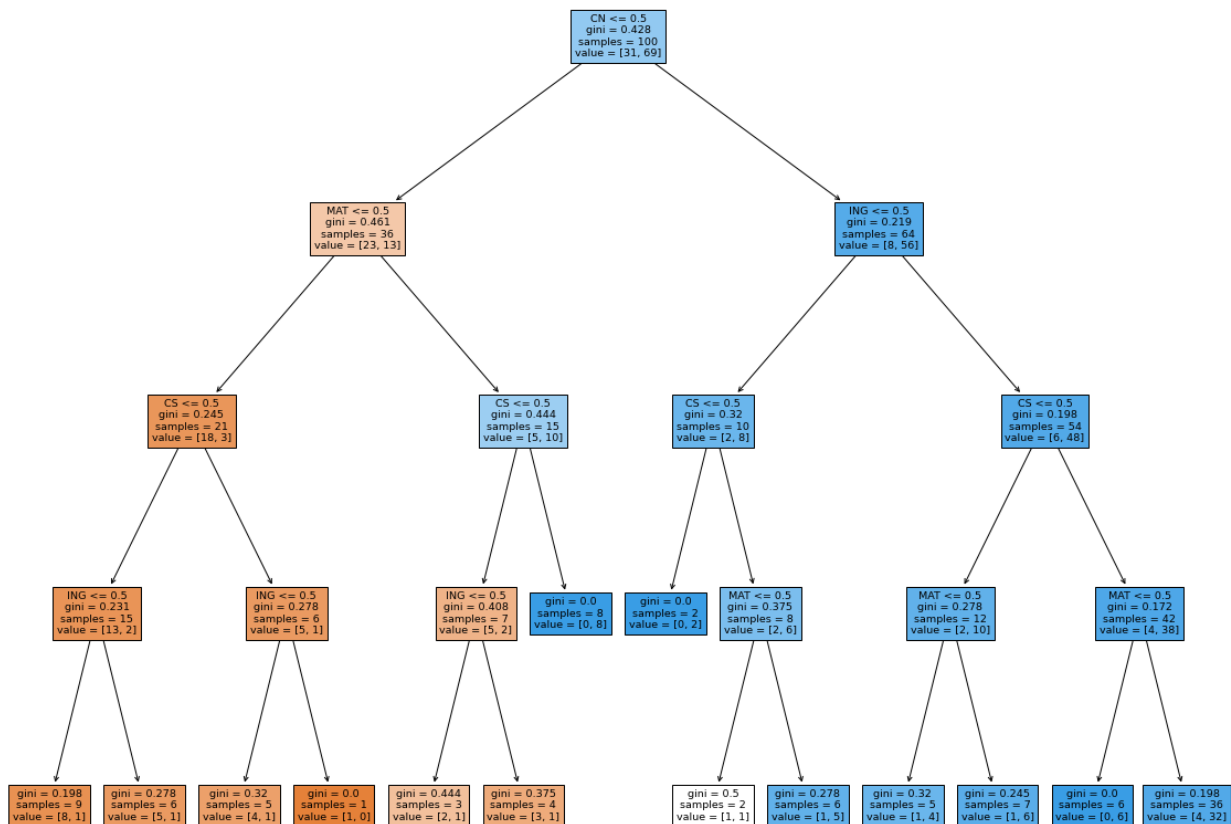 CN <= 0.5
gini = 0.428
samples = 100
value = [31, 69]
MAT <= 0.5
gini = 0.461
samples = 36
value = [23, 13]
ING <= 0.5
gini = 0.219
samples = 64
value = [8, 56]
CS <= 0.5
gini = 0.245
samples = 21
value = [18, 3]
CS <= 0.5
gini = 0.444
samples = 15
value = [5, 10]
CS <= 0.5
gini = 0.32
samples = 10
value = [2, 8]
CS <= 0.5
gini = 0.198
samples = 54
value = [6, 48]
ING <= 0.5
gini = 0.231
samples = 15
value = [13, 2]
ING <= 0.5
gini = 0.278
samples = 6
value = [5, 1]
ING <= 0.5
gini = 0.408
samples = 7
value = [5, 2]
gini = 0.0
samples = 8
value = [0, 8]
gini = 0.0
samples = 2
value = [0, 2]
MAT <= 0.5
gini = 0.375
samples = 8
value = [2, 6]
MAT <= 0.5
gini = 0.278
samples = 12
value = [2, 10]
MAT <= 0.5
gini = 0.172
samples = 42
value = [4, 38]
gini = 0.198
samples = 9
value = [8, 1]
gini = 0.278
samples = 6
value = [5, 1]
gini = 0.32
samples = 5
value = [4, 1]
gini = 0.0
samples = 1
value = [1, 0]
gini = 0.444
samples = 3
value = [2, 1]
gini = 0.375
samples = 4
value = [3, 1]
gini = 0.5
samples = 2
value = [1, 1]
gini = 0.278
samples = 6
value = [1, 5]
gini = 0.32
samples = 5
value = [1, 4]
gini = 0.245
samples = 7
value = [1, 6]
gini = 0.0
samples = 6
value = [0, 6]
gini = 0.198
samples = 36
value = [4, 32]